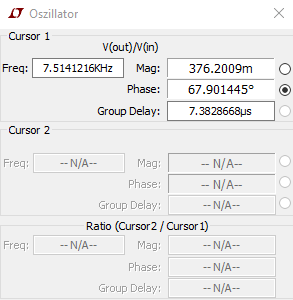 Oszillator
Cursor 1
V(out)/V(in)
Freq: 7.5141216KHz Mag: 376.2009m
Phase: 67.901445°
Group Delay: 7.3828668µs
Cursor 2
Freq: -- N/A-- Mag: -- N/A--
Phase: -- N/A--
Group Delay: -- N/A--
Ratio (Cursor2 / Cursor1)
Freq: -- N/A-- Mag: -- N/A--
Phase: -- N/A--
Group Delay: -- N/A--